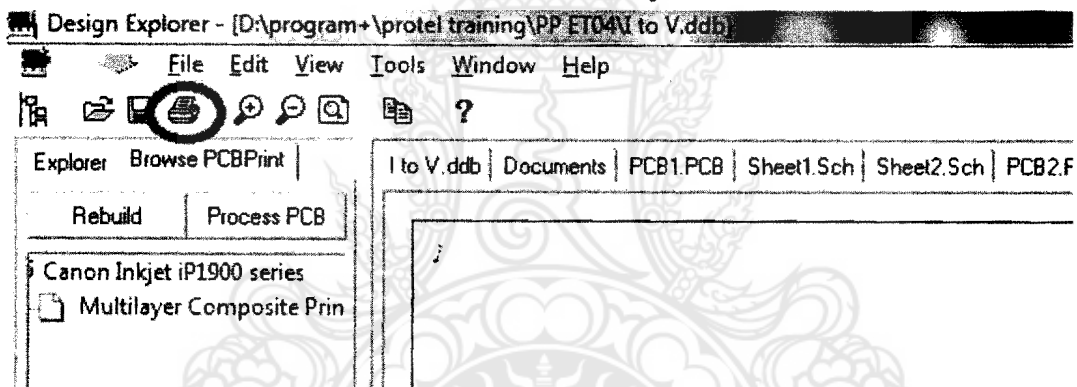 Design Explorer - [D:\program+\protel training\PP ET04\I to V.ddb]
File Edit View Tools Window Help
?
Explorer Browse PCBPrint
I to V.ddb Documents PCB1.PCB Sheet1.Sch Sheet2.Sch PCB2.P
Rebuild Process PCB
Canon Inkjet iP1900 series
Multilayer Composite Prin